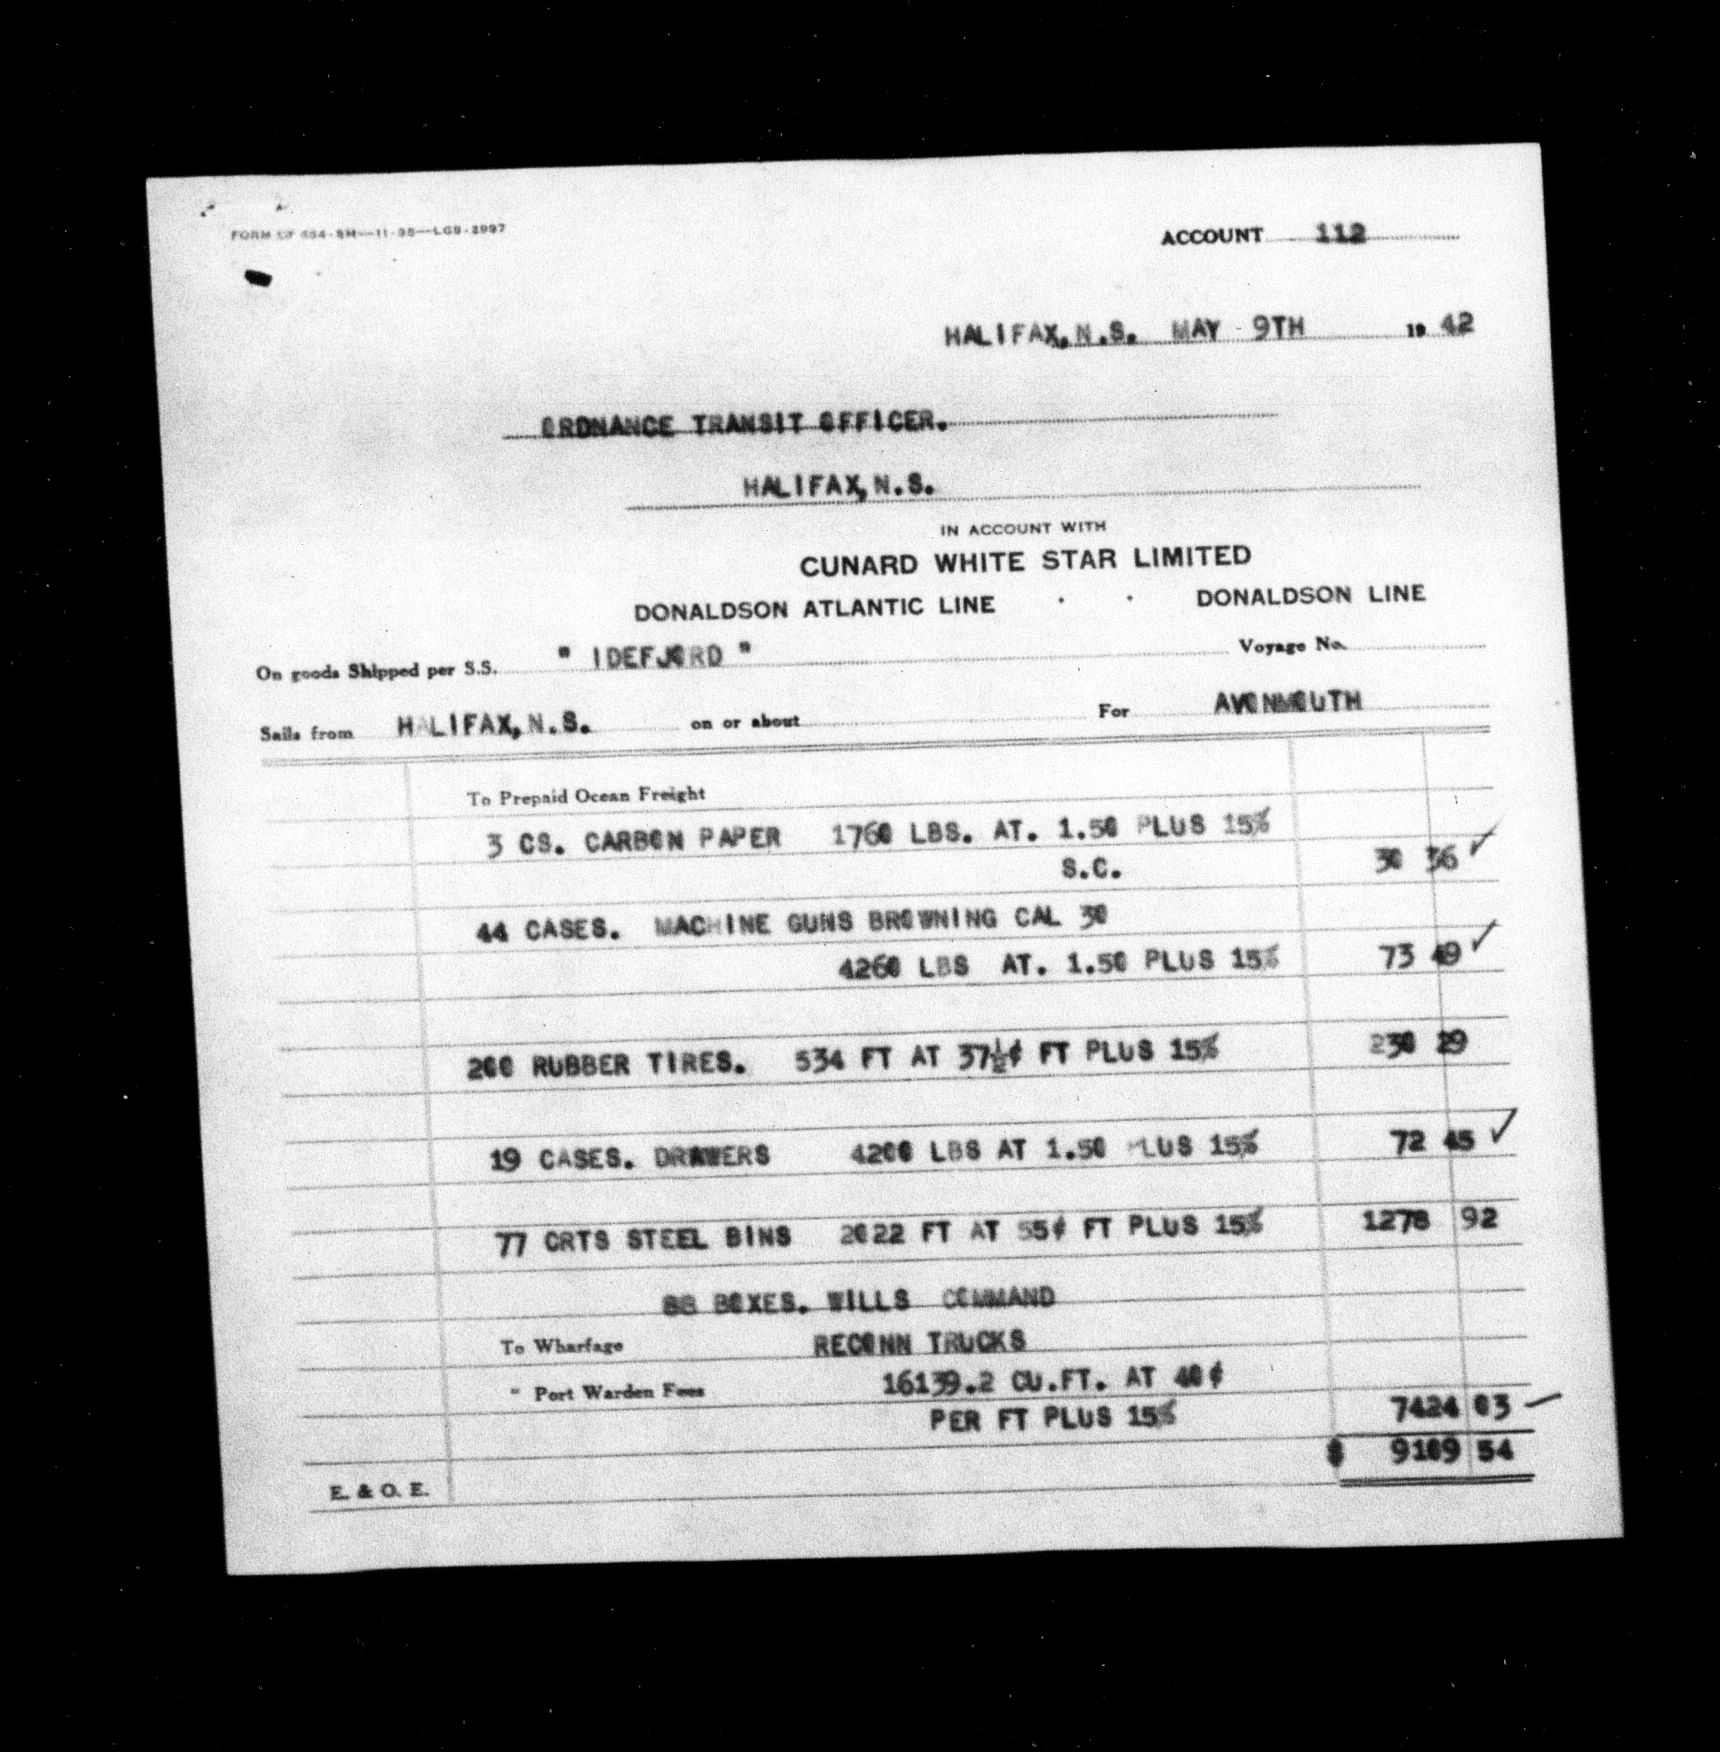 ACCOUNT 112
HALIFAX, N.S. MAY 9TH 19 42
ORDNANCE TRANSIT OFFICER.
HALIFAX, N.S.
IN ACCOUNT WITH
CUNARD WHITE STAR LIMITED
DONALDSON ATLANTIC LINE · · DONALDSON LINE
On goods Shipped per S.S. " IDEFJORD " Voyage No.
Sails from HALIFAX, N.S. on or about For AVONMOUTH
To Prepaid Ocean Freight
3 CS. CARBON PAPER 1760 LBS. AT. 1.50 PLUS 15%
S.C. 30 36 ✓
44 CASES. MACHINE GUNS BROWNING CAL 30
4260 LBS AT. 1.50 PLUS 15% 73 49 ✓
200 RUBBER TIRES. 534 FT AT 37½¢ FT PLUS 15% 230 29
19 CASES. DRAWERS 4200 LBS AT 1.50 PLUS 15% 72 45 ✓
77 CRTS STEEL BINS 2022 FT AT 55¢ FT PLUS 15% 1278 92
88 BOXES. WILLS COMMAND
To Wharfage RECONN TRUCKS
" Port Warden Fees 16139.2 CU.FT. AT 40¢
PER FT PLUS 15% 7424 03
$ 9109 54
E. & O. E.